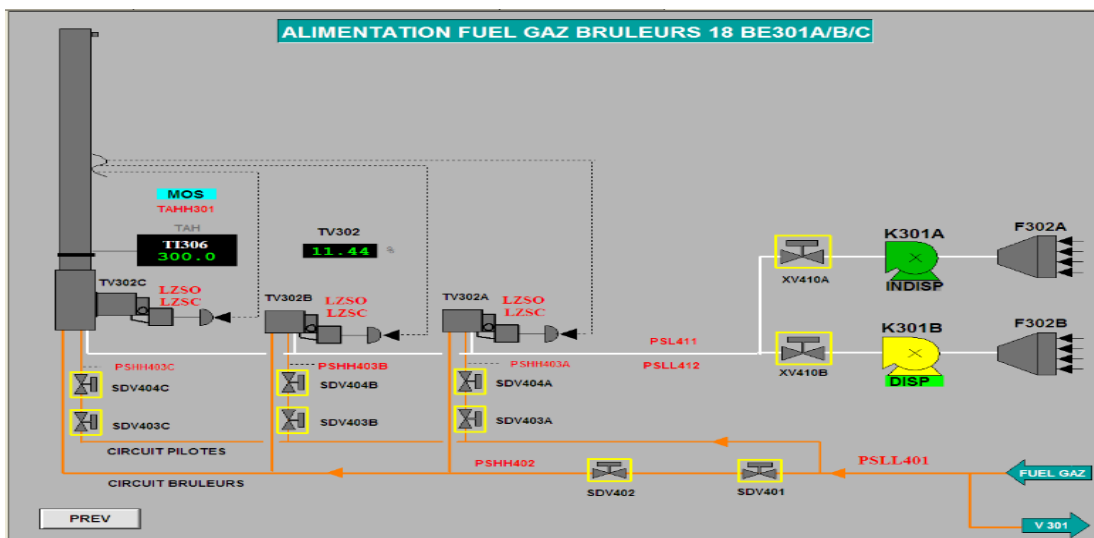 ALIMENTATION FUEL GAZ BRULEURS 18 BE301A/B/C
MOS
TAHH301
TAH
TI306
300.0
TV302
11.44 %
F302A
K301A
XV410A
INDISP
TV302C
LZSO
LZSC
TV302B
LZSO
LZSC
TV302A
LZSO
LZSC
F302B
K301B
PSL411
PSLL412
XV410B
DISP
PSHH403C
PSHH403B
PSHH403A
SDV404C
SDV404B
SDV404A
SDV403C
SDV403B
SDV403A
CIRCUIT PILOTES
PSHH402
PSLL401
CIRCUIT BRULEURS
SDV402
SDV401
FUEL GAZ
PREV
V 301